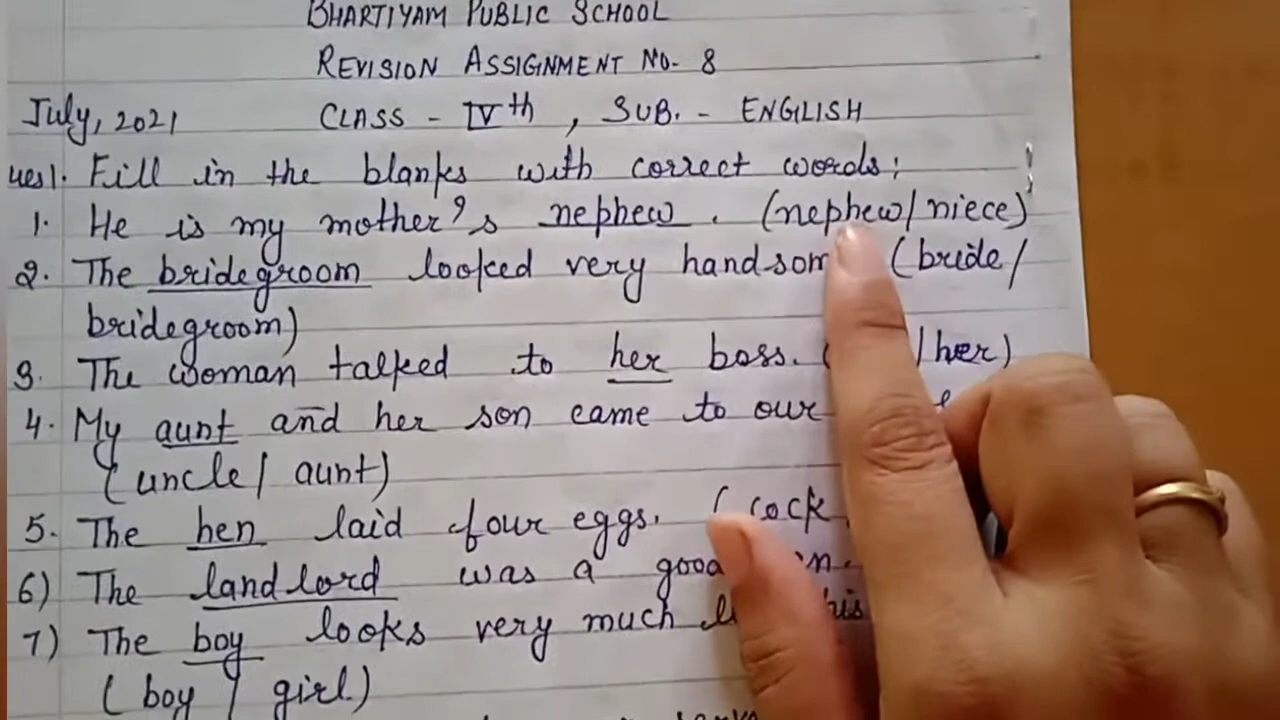 BHARTIYAM PUBLIC SCHOOL
REVISION ASSIGNMENT NO. 8
July, 2021 CLASS - IVth, SUB. - ENGLISH
ues1. Fill in the blanks with correct words:
1. He is my mother's nephew. (nephew/niece)
2. The bridegroom looked very handsom (bride/
bridegroom)
3. The woman talked to her boss. ( /her)
4. My aunt and her son came to our
(uncle/ aunt)
5. The hen laid four eggs. (cock
6) The landlord was a good
7) The boy looks very much his
(boy / girl)